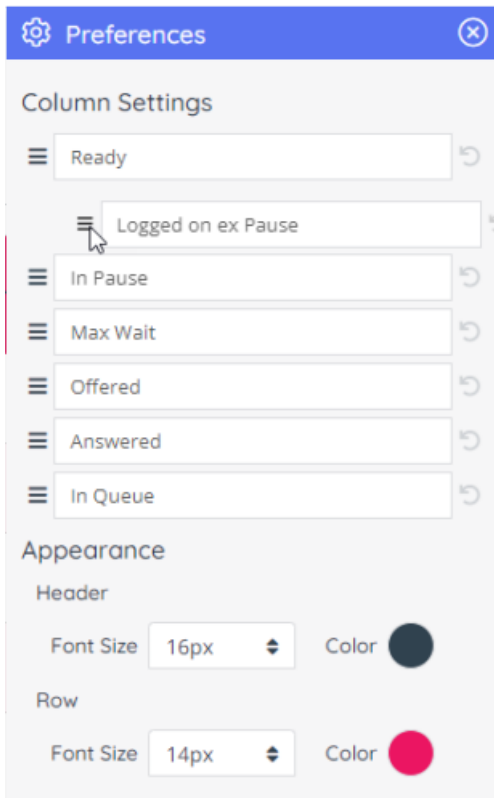 Preferences
Column Settings
Ready
Logged on ex Pause
In Pause
Max Wait
Offered
Answered
In Queue
Appearance
Header
Font Size 16px Color
Row
Font Size 14px Color